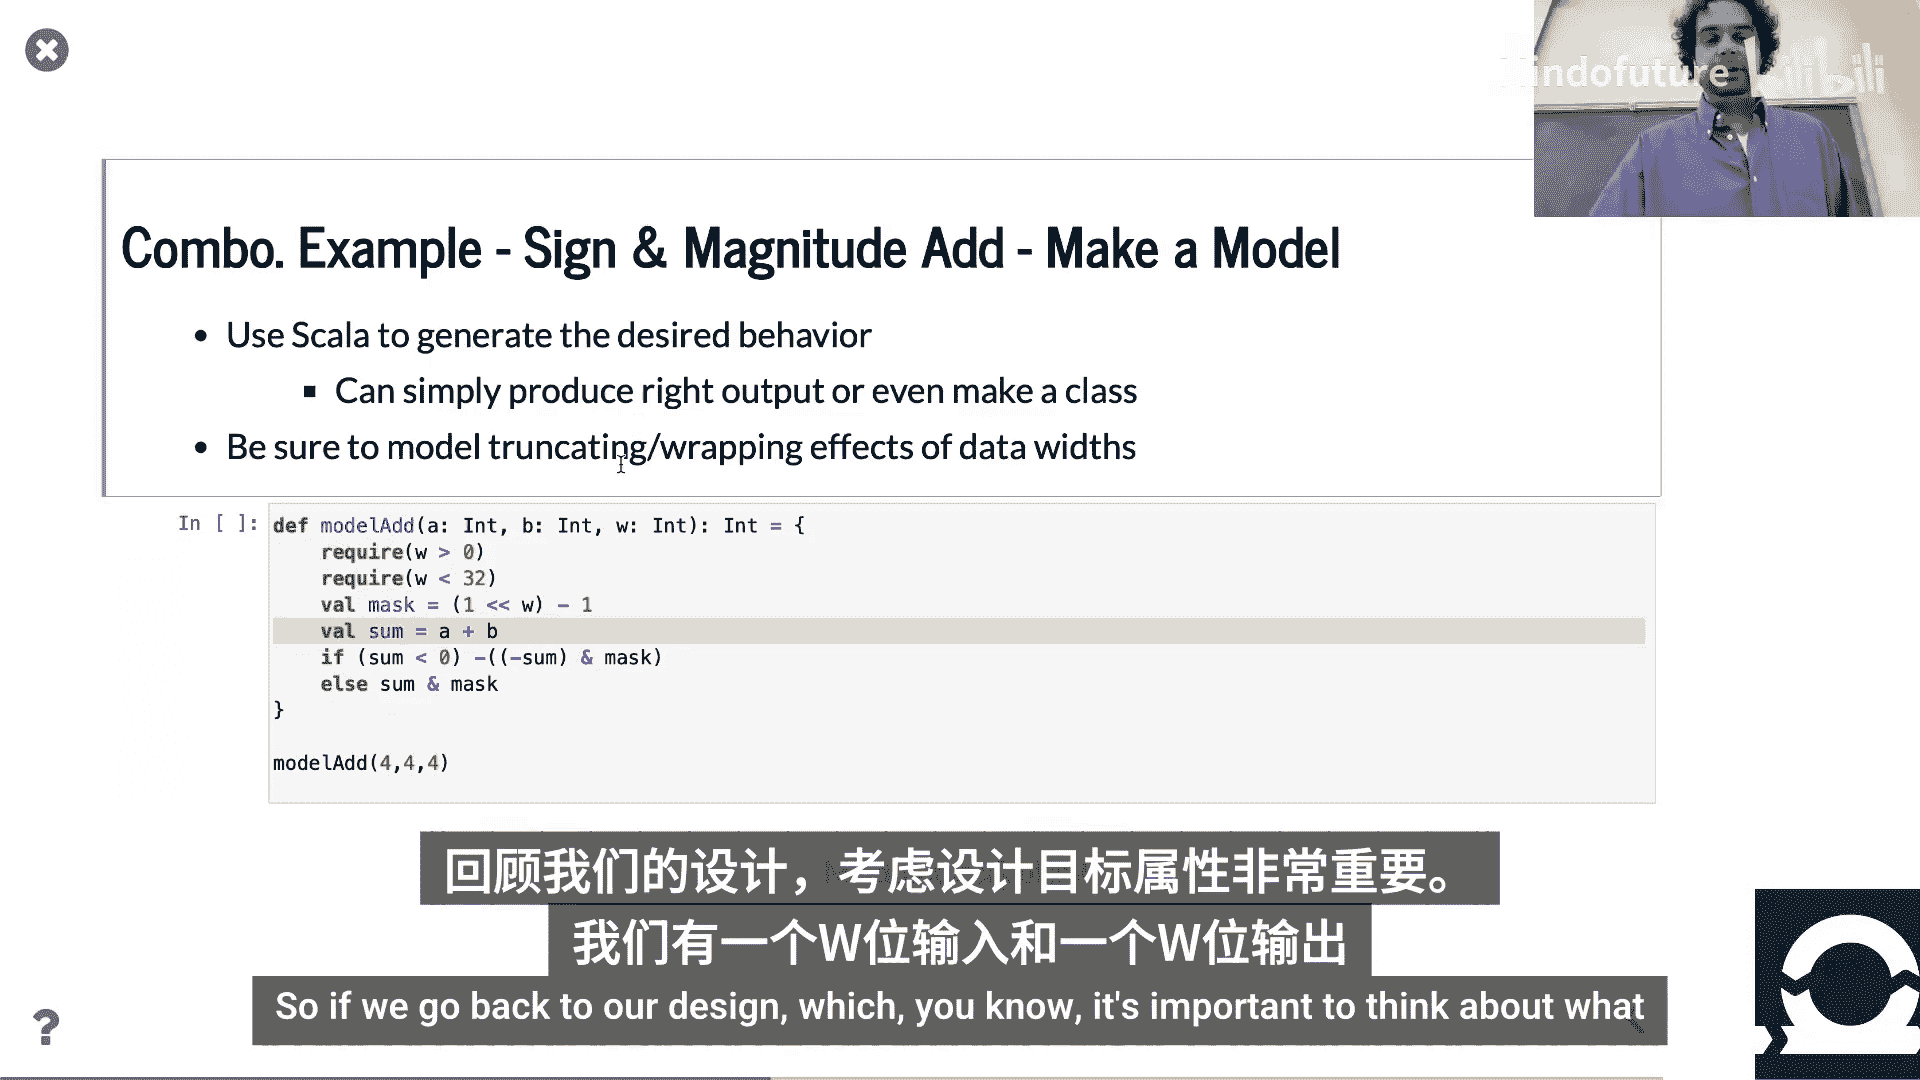 indofuture bilibili
Combo. Example - Sign & Magnitude Add - Make a Model
• Use Scala to generate the desired behavior
▪ Can simply produce right output or even make a class
• Be sure to model truncating/wrapping effects of data widths
In [ ]: def modelAdd(a: Int, b: Int, w: Int): Int = {
require(w > 0)
require(w < 32)
val mask = (1 << w) - 1
val sum = a + b
if (sum < 0) -((-sum) & mask)
else sum & mask
}
modelAdd(4,4,4)
回顾我们的设计，考虑设计目标属性非常重要。
我们有一个W位输入和一个W位输出
So if we go back to our design, which, you know, it's important to think about what
?